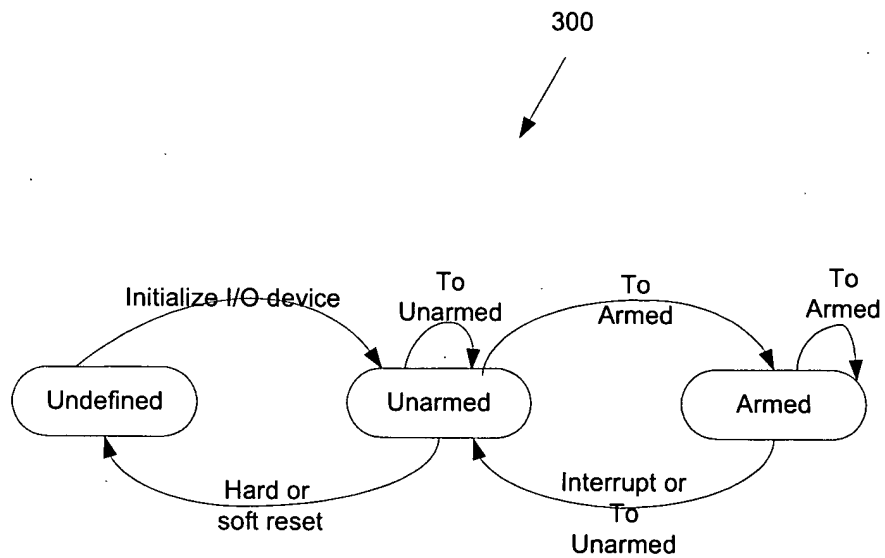 300
Initialize I/O device
To
Unarmed
To
Armed
To
Armed
Undefined
Unarmed
Armed
Hard or
soft reset
Interrupt or
To
Unarmed